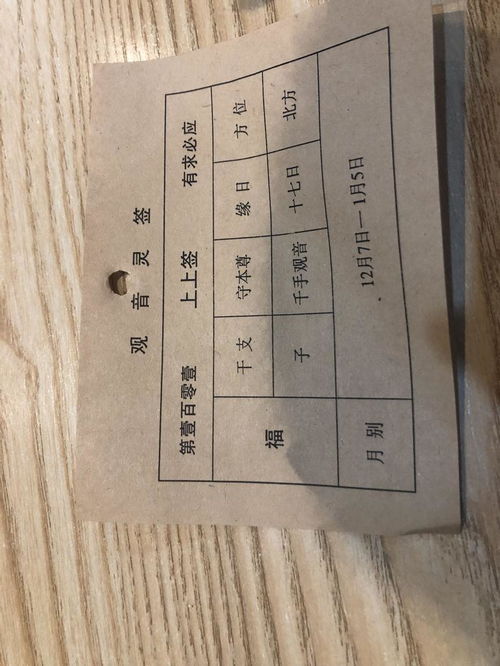 观音灵签
第壹百零壹 上上签 有求必应
福 干支 守本尊 缘日 方位
子 千手观音 十七日 北方
月别 12月7日—1月5日